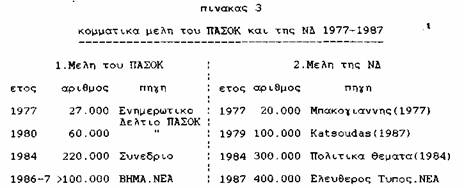 πινακας 3
κομματικα μελη του ΠΑΣΟΚ και της ΝΔ 1977-1987
1.Μελη του ΠΑΣΟΚ 2.Μελη της ΝΔ
ετος αριθμος πηγη ετος αριθμος πηγη
1977 27.000 Ενημερωτικο 1977 20.000 Μπακογιαννης(1977)
Δελτιο ΠΑΣΟΚ
1980 60.000 " 1979 100.000 Katsoudas(1987)
1984 220.000 Συνεδριο 1984 300.000 Πολιτικα Θεματα(1984)
1986-7 >100.000 ΒΗΜΑ.ΝΕΑ 1987 400.000 Ελευθερος Τυπος.ΝΕΑ